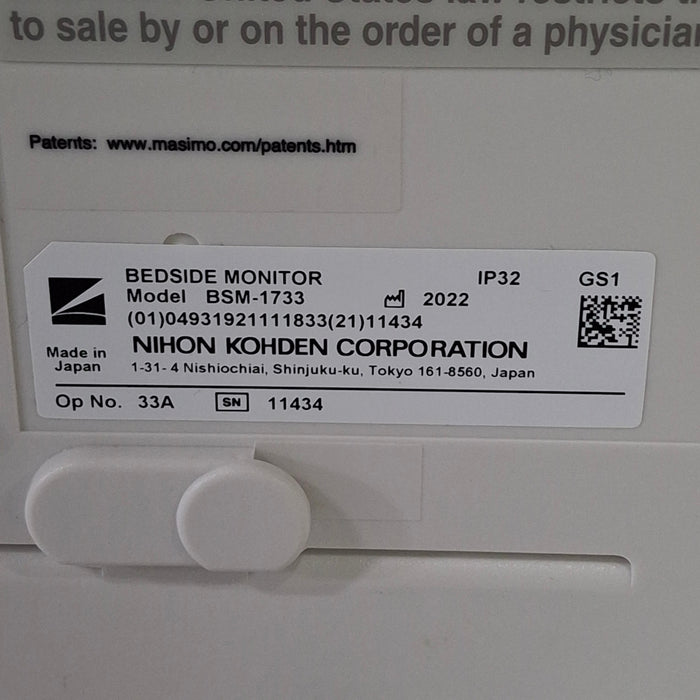 to sale by or on the order of a physician
Patents: www.masimo.com/patents.htm
BEDSIDE MONITOR IP32 GS1
Model BSM-1733 2022
(01)04931921111833(21)11434
Made in Japan
NIHON KOHDEN CORPORATION
1-31-4 Nishiochiai, Shinjuku-ku, Tokyo 161-8560, Japan
Op No. 33A SN 11434